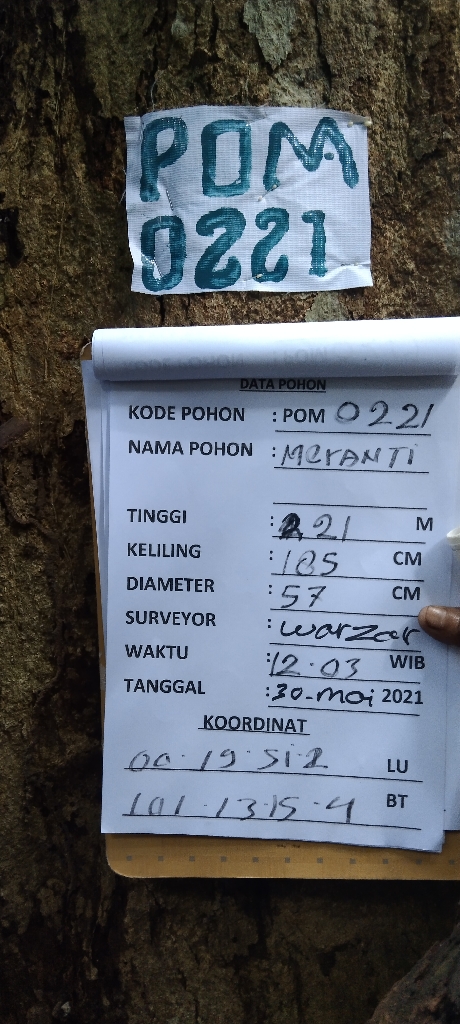 POM
0221
DATA POHON
KODE POHON : POM 0221
NAMA POHON : MerANTI
TINGGI : 21 M
KELILING : 185 CM
DIAMETER : 57 CM
SURVEYOR : warzar
WAKTU : 12.03 WIB
TANGGAL : 30-mei 2021
KOORDINAT
00.19.51.2 LU
101.13.15.4 BT